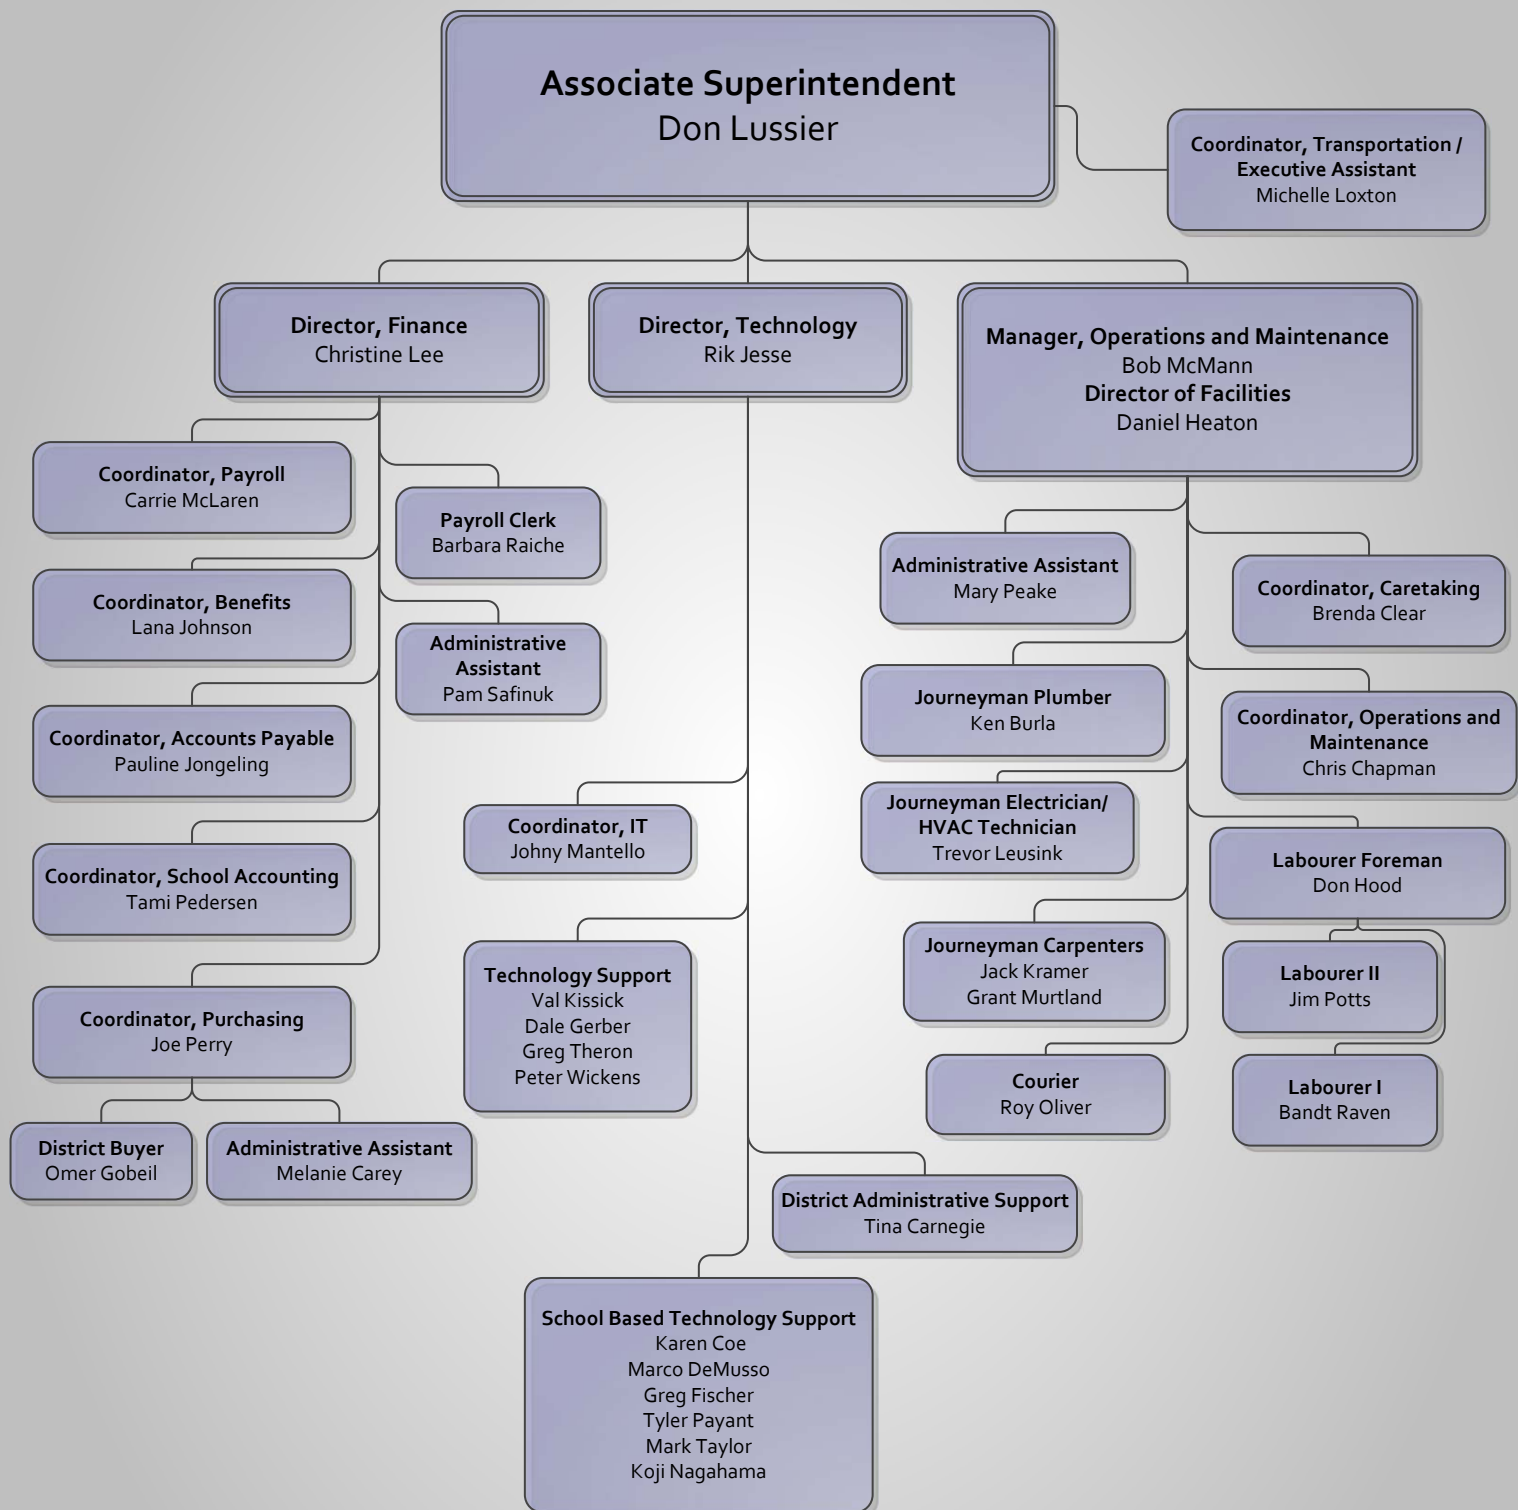 Associate Superintendent
Don Lussier
Coordinator, Transportation /
Executive Assistant
Michelle Loxton
Director, Finance
Christine Lee
Director, Technology
Rik Jesse
Manager, Operations and Maintenance
Bob McMann
Director of Facilities
Daniel Heaton
Coordinator, Payroll
Carrie McLaren
Payroll Clerk
Barbara Raiche
Coordinator, Benefits
Lana Johnson
Administrative
Assistant
Pam Safinuk
Coordinator, Accounts Payable
Pauline Jongeling
Coordinator, School Accounting
Tami Pedersen
Coordinator, Purchasing
Joe Perry
District Buyer
Omer Gobeil
Administrative Assistant
Melanie Carey
Coordinator, IT
Johny Mantello
Technology Support
Val Kissick
Dale Gerber
Greg Theron
Peter Wickens
District Administrative Support
Tina Carnegie
School Based Technology Support
Karen Coe
Marco DeMusso
Greg Fischer
Tyler Payant
Mark Taylor
Koji Nagahama
Administrative Assistant
Mary Peake
Coordinator, Caretaking
Brenda Clear
Journeyman Plumber
Ken Burla
Coordinator, Operations and
Maintenance
Chris Chapman
Journeyman Electrician/
HVAC Technician
Trevor Leusink
Labourer Foreman
Don Hood
Journeyman Carpenters
Jack Kramer
Grant Murtland
Labourer II
Jim Potts
Courier
Roy Oliver
Labourer I
Bandt Raven